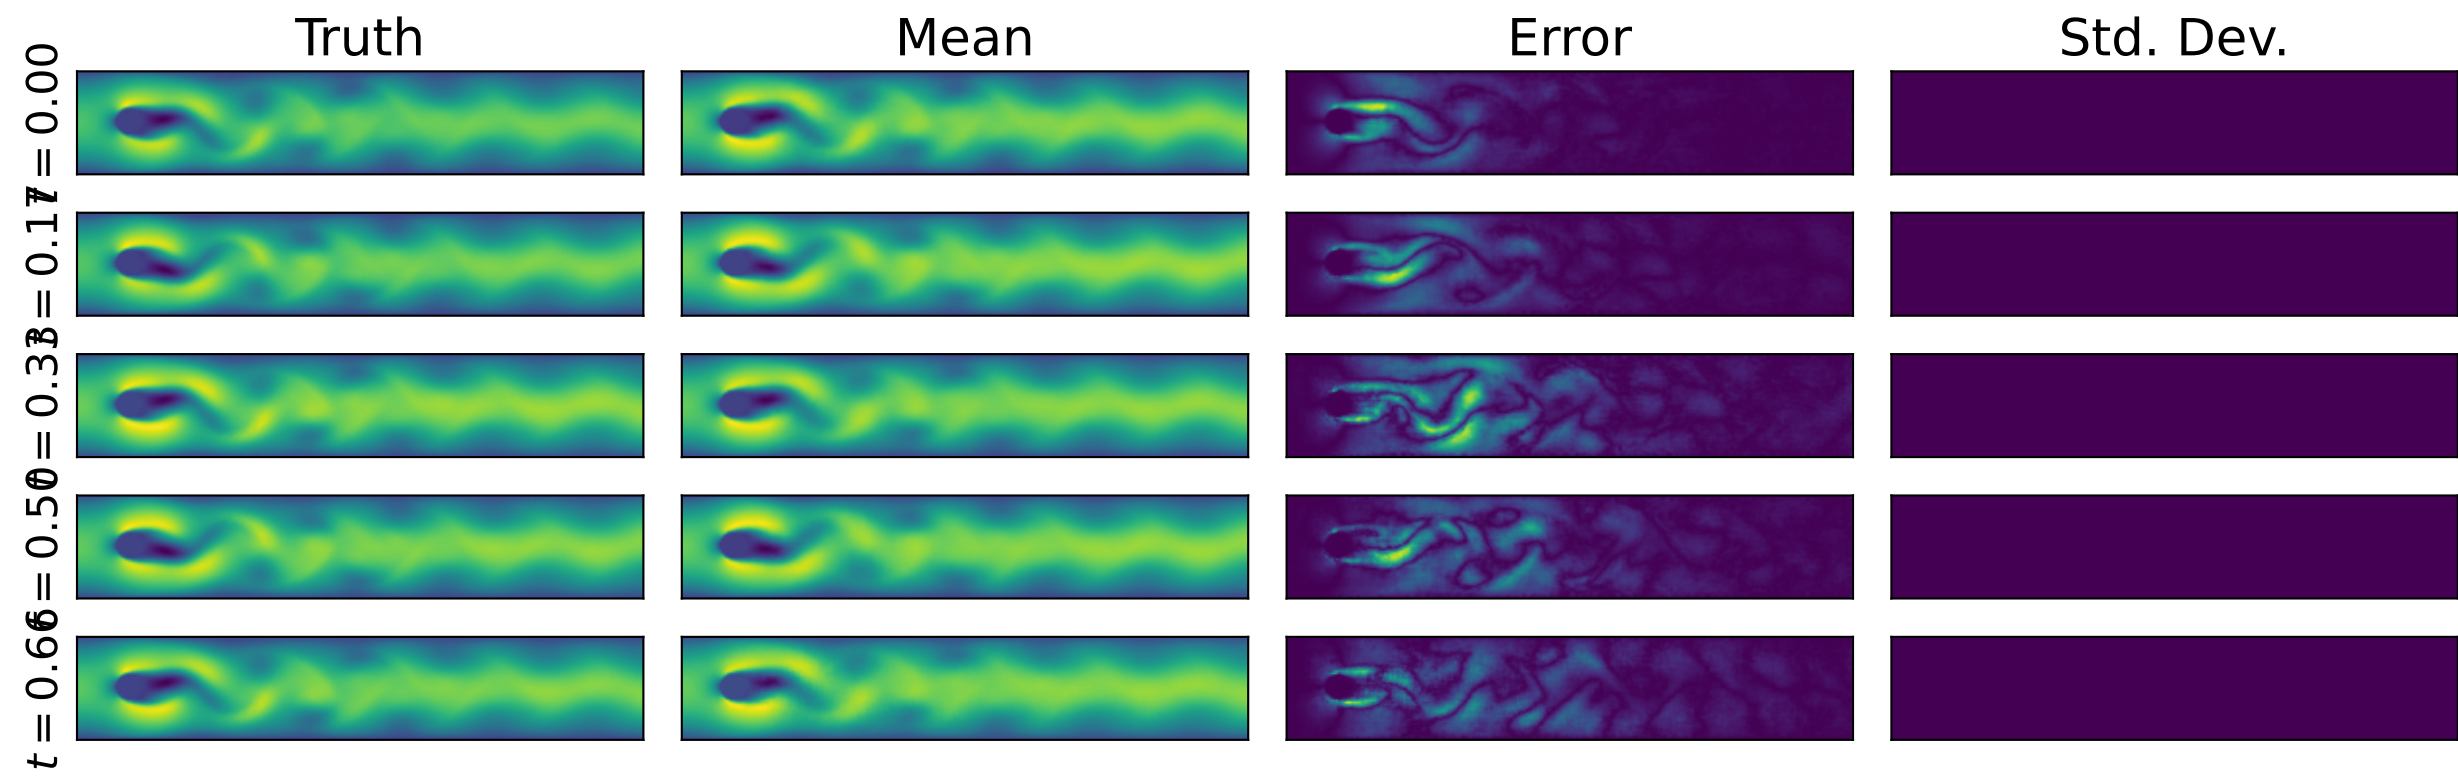 Truth Mean Error Std. Dev.
t = 0.00
t = 0.17
t = 0.33
t = 0.50
t = 0.66